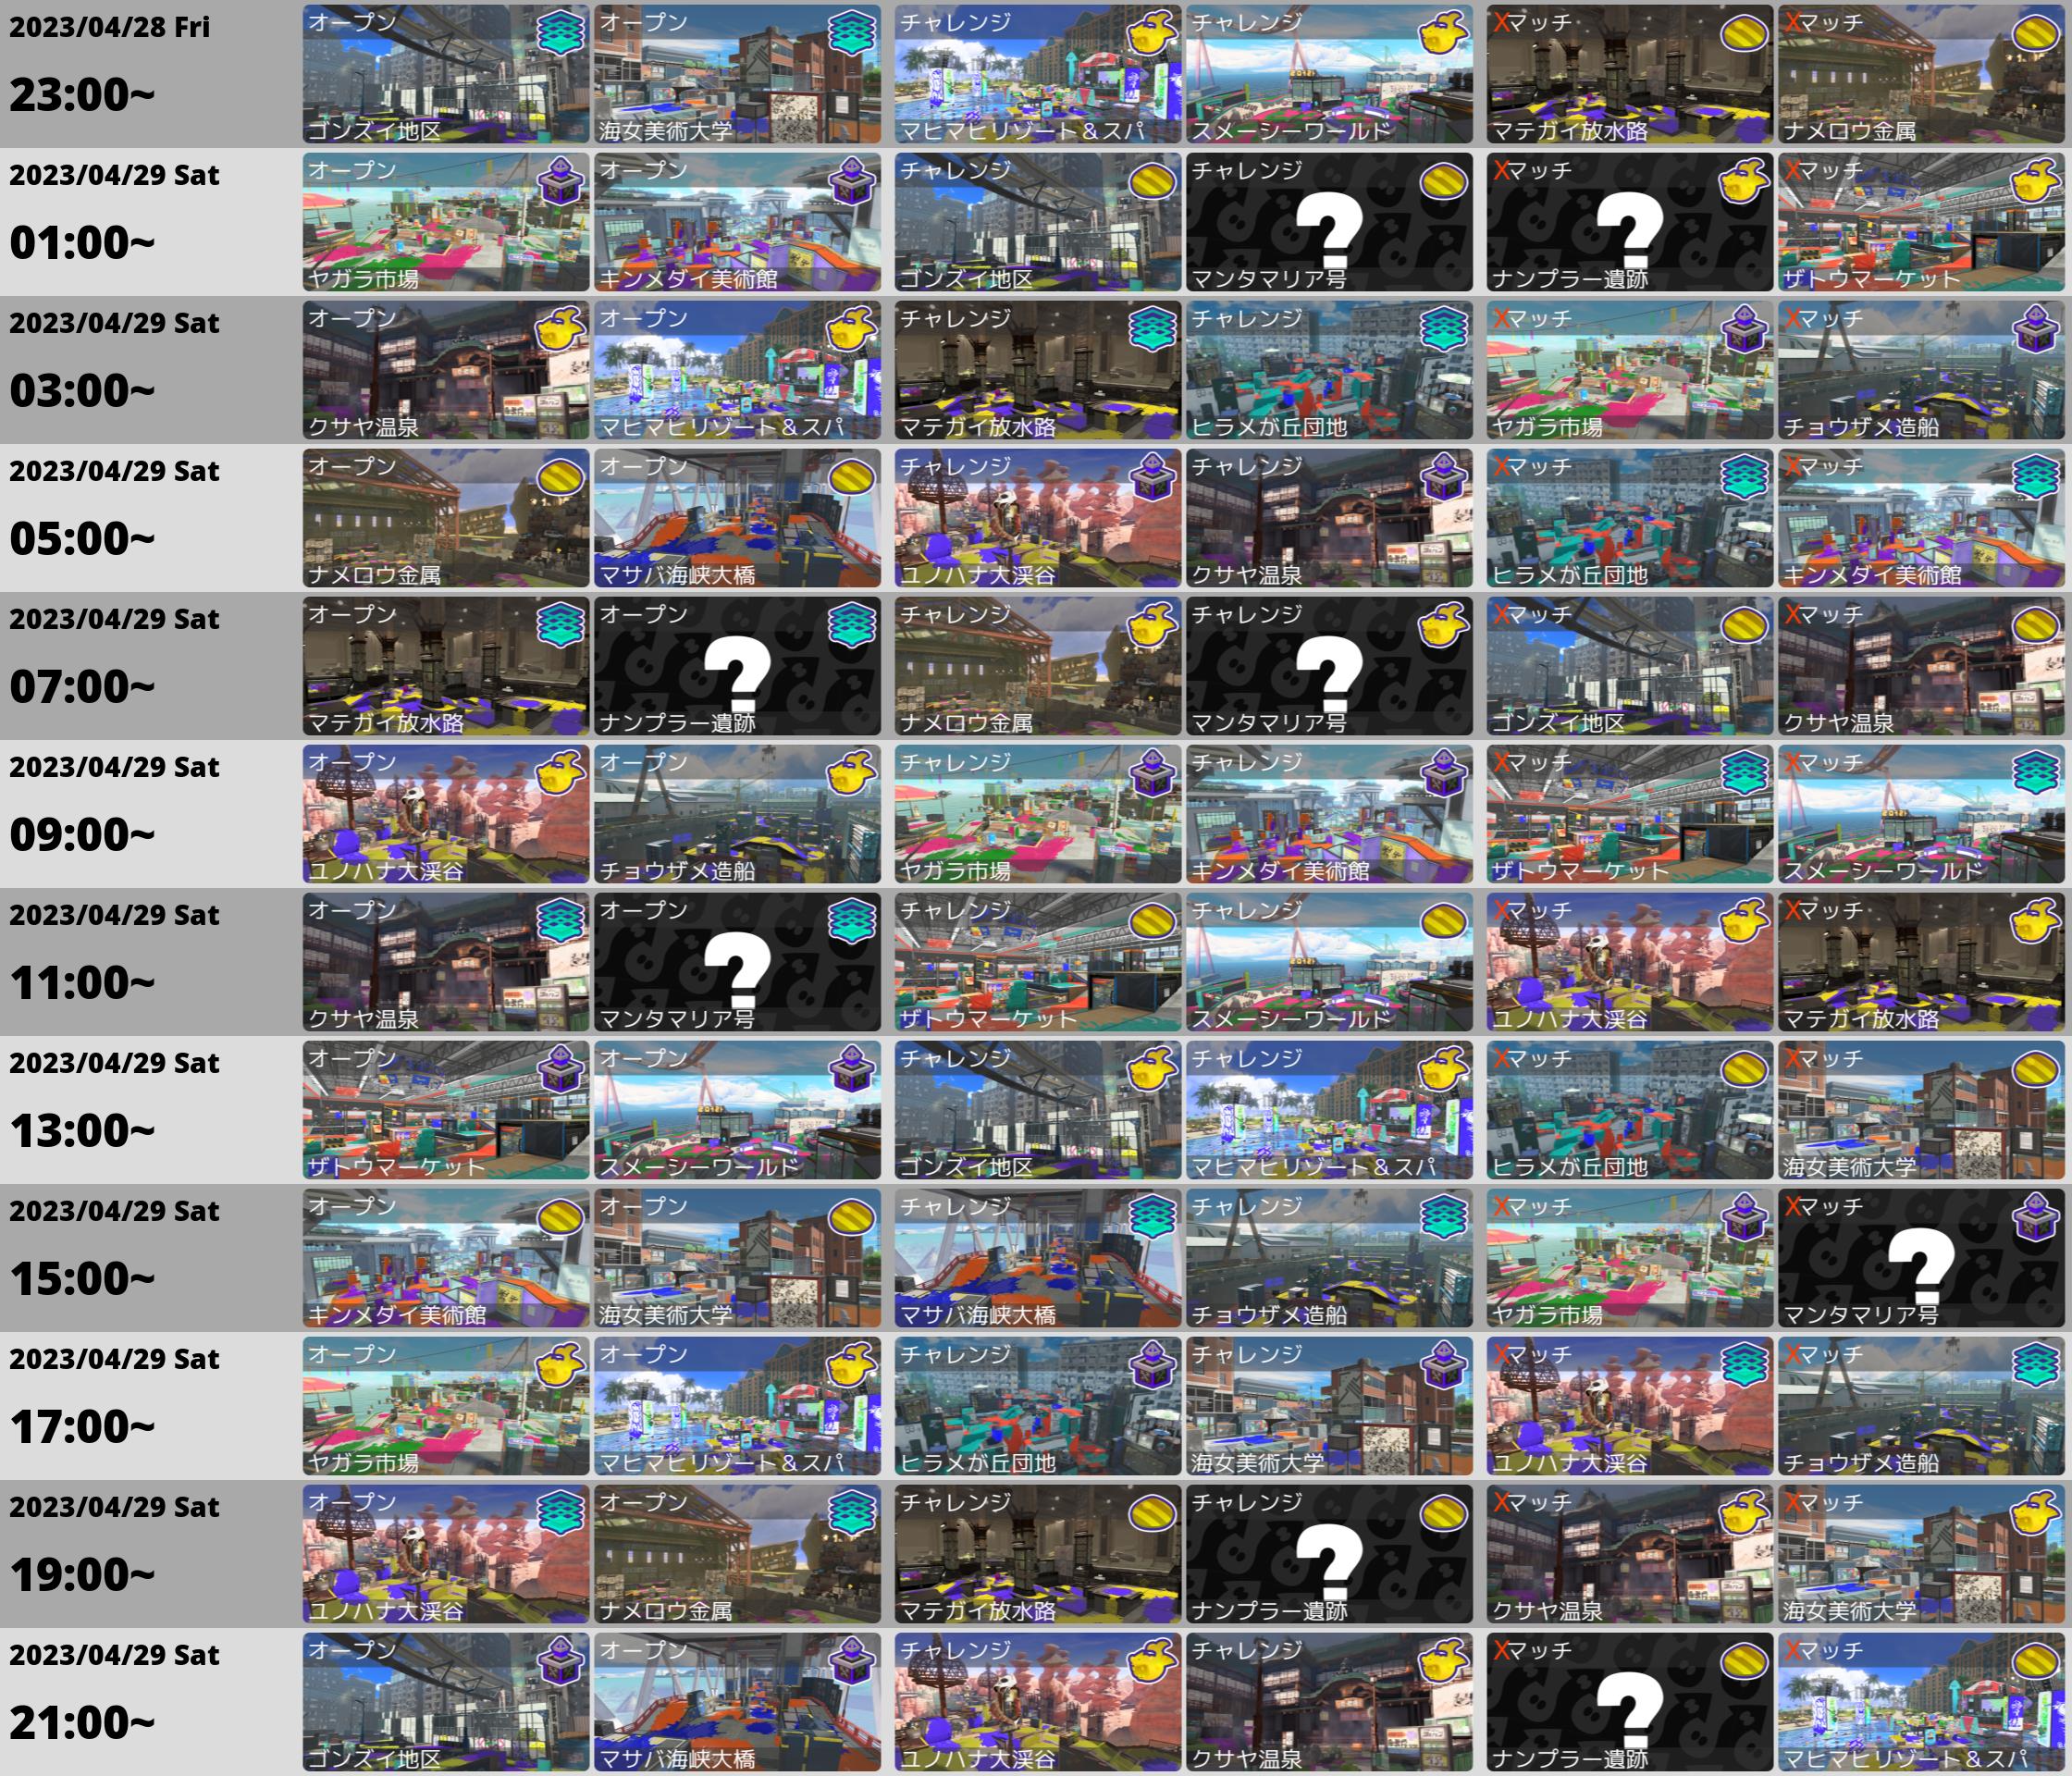 2023/04/28 Fri
23:00~
オープン
ゴンズイ地区
オープン
海女美術大学
チャレンジ
マヒマヒリゾート＆スパ
チャレンジ
スメーシーワールド
Xマッチ
マテガイ放水路
Xマッチ
ナメロウ金属
2023/04/29 Sat
01:00~
オープン
ヤガラ市場
オープン
キンメダイ美術館
チャレンジ
ゴンズイ地区
チャレンジ
?
マンタマリア号
Xマッチ
?
ナンプラー遺跡
Xマッチ
ザトウマーケット
2023/04/29 Sat
03:00~
オープン
クサヤ温泉
オープン
マヒマヒリゾート＆スパ
チャレンジ
マテガイ放水路
チャレンジ
ヒラメが丘団地
Xマッチ
ヤガラ市場
Xマッチ
チョウザメ造船
2023/04/29 Sat
05:00~
オープン
ナメロウ金属
オープン
マサバ海峡大橋
チャレンジ
ユノハナ大渓谷
チャレンジ
クサヤ温泉
Xマッチ
ヒラメが丘団地
Xマッチ
キンメダイ美術館
2023/04/29 Sat
07:00~
オープン
マテガイ放水路
オープン
?
ナンプラー遺跡
チャレンジ
ナメロウ金属
チャレンジ
?
マンタマリア号
Xマッチ
ゴンズイ地区
Xマッチ
クサヤ温泉
2023/04/29 Sat
09:00~
オープン
ユノハナ大渓谷
オープン
チョウザメ造船
チャレンジ
ヤガラ市場
チャレンジ
キンメダイ美術館
Xマッチ
ザトウマーケット
Xマッチ
スメーシーワールド
2023/04/29 Sat
11:00~
オープン
クサヤ温泉
オープン
?
マンタマリア号
チャレンジ
ザトウマーケット
チャレンジ
スメーシーワールド
Xマッチ
ユノハナ大渓谷
Xマッチ
マテガイ放水路
2023/04/29 Sat
13:00~
オープン
ザトウマーケット
オープン
スメーシーワールド
チャレンジ
ゴンズイ地区
チャレンジ
マヒマヒリゾート＆スパ
Xマッチ
ヒラメが丘団地
Xマッチ
海女美術大学
2023/04/29 Sat
15:00~
オープン
キンメダイ美術館
オープン
海女美術大学
チャレンジ
マサバ海峡大橋
チャレンジ
チョウザメ造船
Xマッチ
ヤガラ市場
Xマッチ
?
マンタマリア号
2023/04/29 Sat
17:00~
オープン
ヤガラ市場
オープン
マヒマヒリゾート＆スパ
チャレンジ
ヒラメが丘団地
チャレンジ
海女美術大学
Xマッチ
ユノハナ大渓谷
Xマッチ
チョウザメ造船
2023/04/29 Sat
19:00~
オープン
ユノハナ大渓谷
オープン
ナメロウ金属
チャレンジ
マテガイ放水路
チャレンジ
?
ナンプラー遺跡
Xマッチ
クサヤ温泉
Xマッチ
海女美術大学
2023/04/29 Sat
21:00~
オープン
ゴンズイ地区
オープン
マサバ海峡大橋
チャレンジ
ユノハナ大渓谷
チャレンジ
クサヤ温泉
Xマッチ
?
ナンプラー遺跡
Xマッチ
マヒマヒリゾート＆スパ